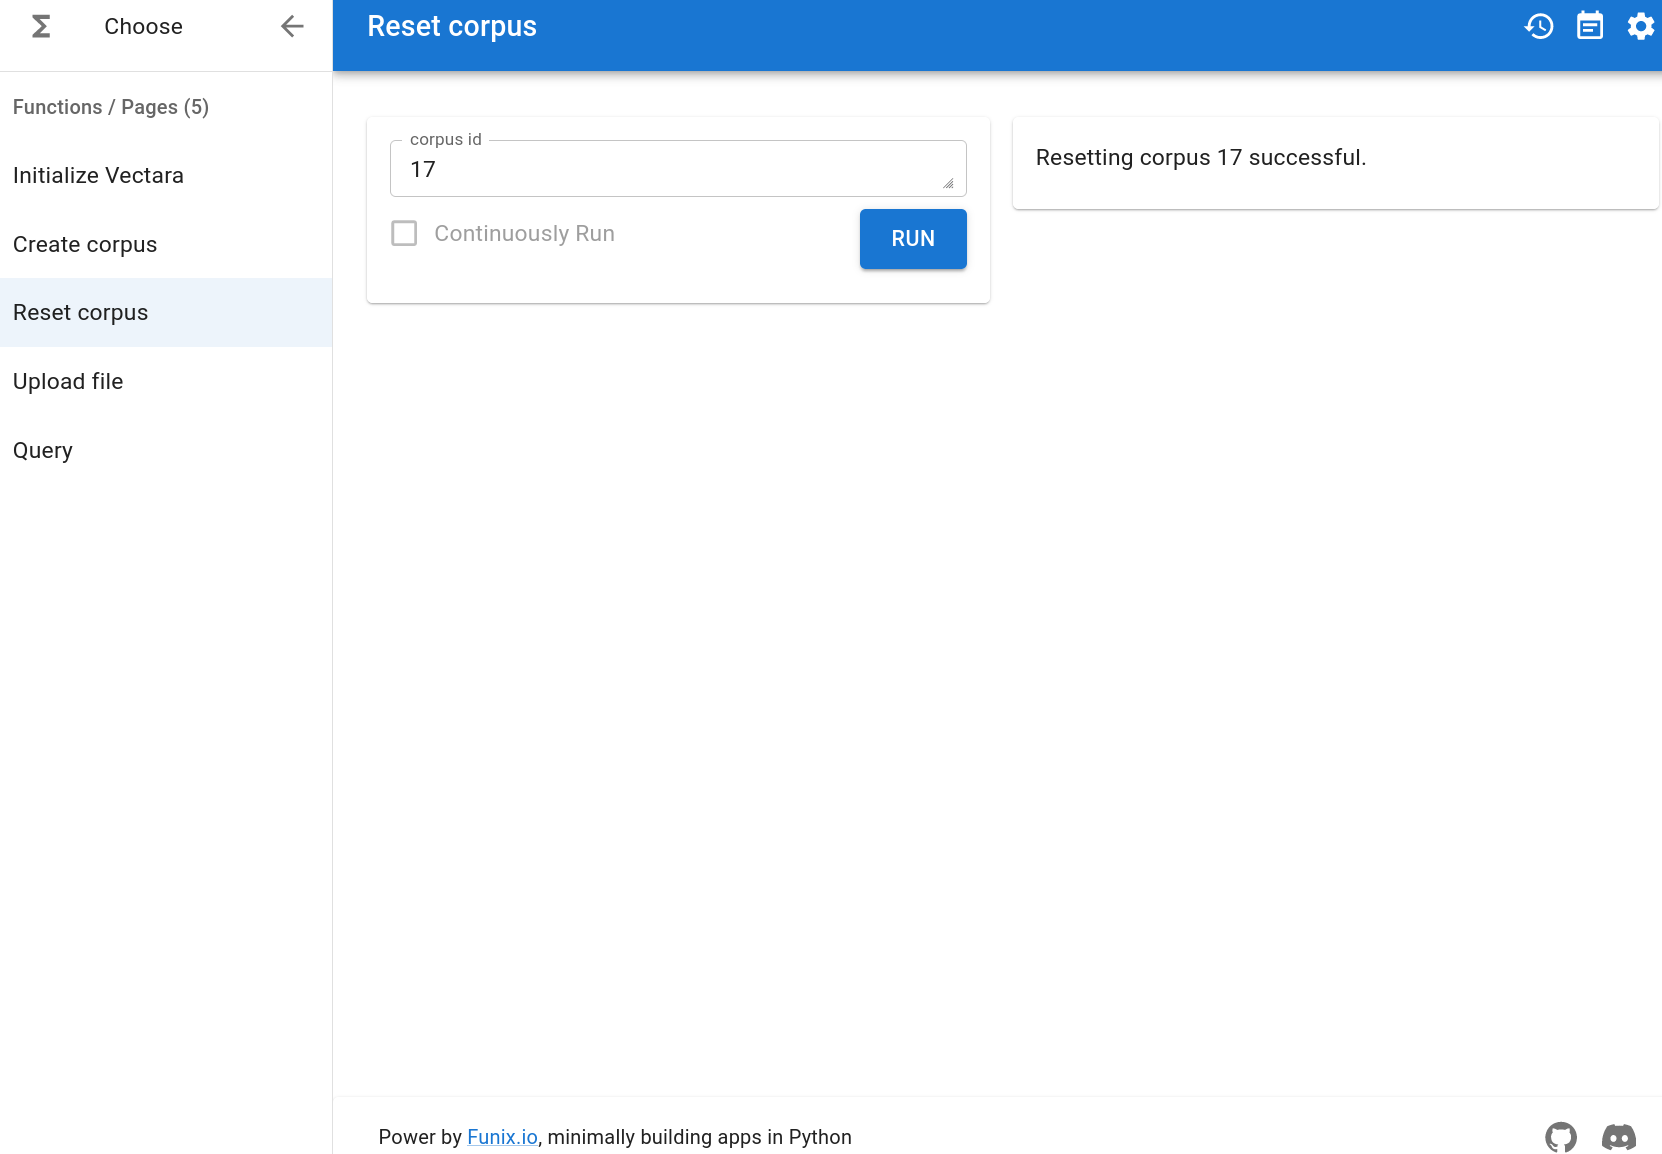 Choose
Reset corpus
Functions / Pages (5)
Initialize Vectara
Create corpus
Reset corpus
Upload file
Query
corpus id
17
Continuously Run
RUN
Resetting corpus 17 successful.
Power by Funix.io, minimally building apps in Python